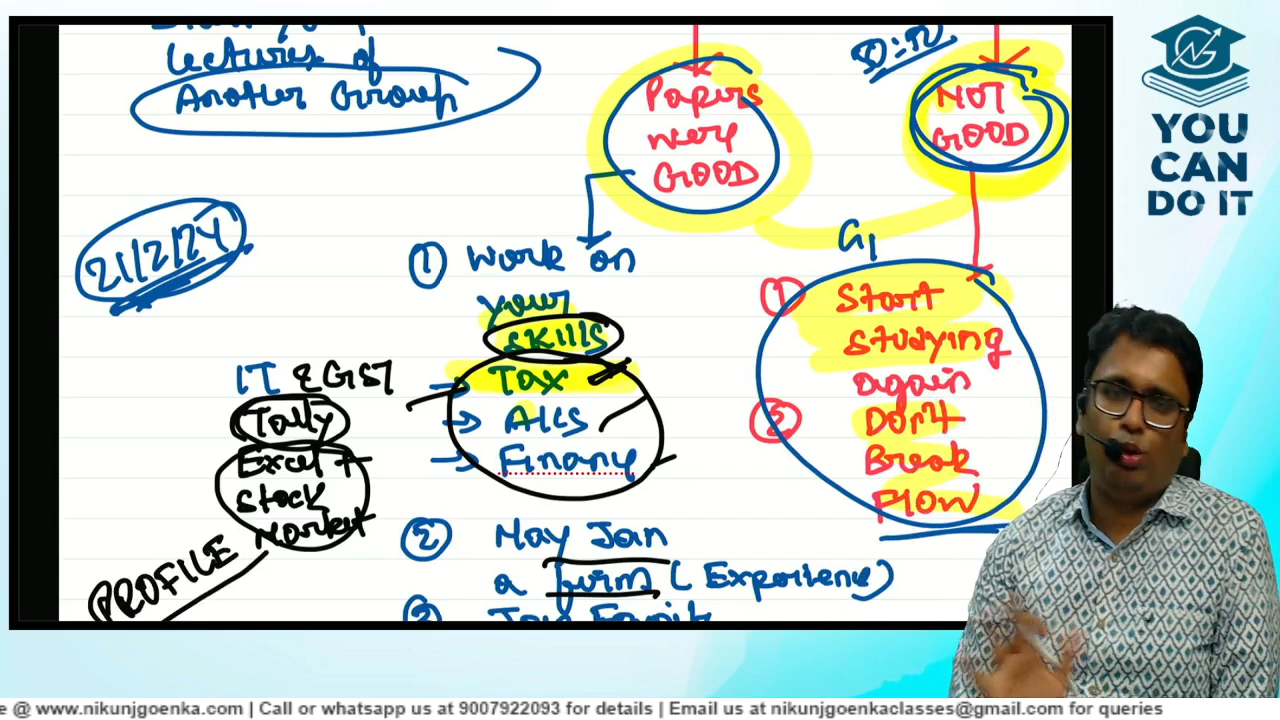 lectures of
Another Group
Papers
very
GOOD
NOT
GOOD
21/2/24
G1
① Work on
your
SKILLS
→ Tax
→ A/cs
→ Finance
IT & GST
Tally
Excel +
Stock
Market
PROFILE
② May Join
a firm (Experience)
① Start
Studying
again
② Don't
Break
FLOW
NG
YOU
CAN
DO IT
e @ www.nikunjgoenka.com | Call or whatsapp us at 9007922093 for details | Email us at nikunjgoenkaclasses@gmail.com for queries